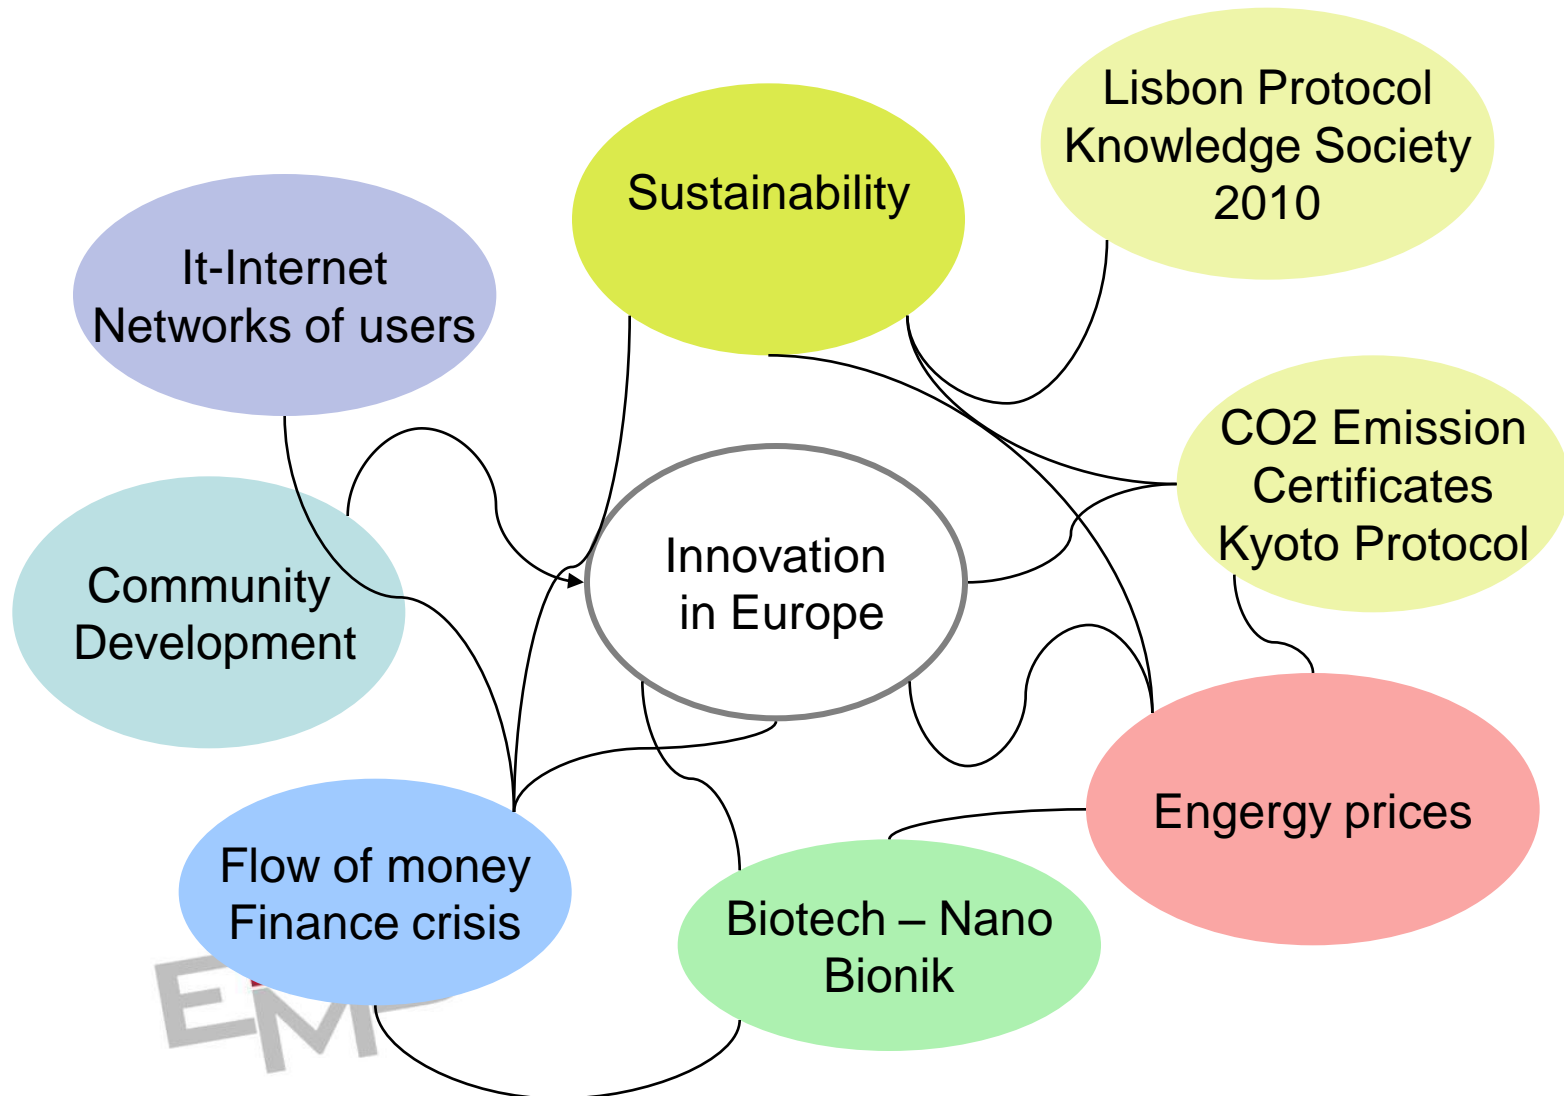 Lisbon Protocol
Knowledge Society
2010
Sustainability
It-Internet
Networks of users
CO2 Emission
Certificates
Kyoto Protocol
Innovation
in Europe
Community
Development
Engergy prices
Flow of money
Finance crisis
Biotech – Nano
Bionik